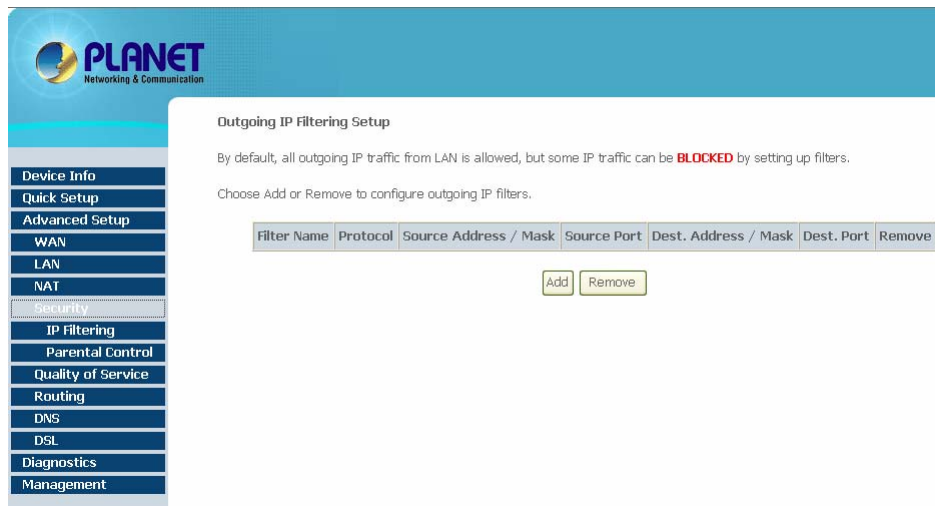 PLANET
Networking & Communication
Outgoing IP Filtering Setup
By default, all outgoing IP traffic from LAN is allowed, but some IP traffic can be BLOCKED by setting up filters.
Choose Add or Remove to configure outgoing IP filters.
Filter Name Protocol Source Address / Mask Source Port Dest. Address / Mask Dest. Port Remove
Add Remove
Device Info
Quick Setup
Advanced Setup
WAN
LAN
NAT
Security
IP Filtering
Parental Control
Quality of Service
Routing
DNS
DSL
Diagnostics
Management